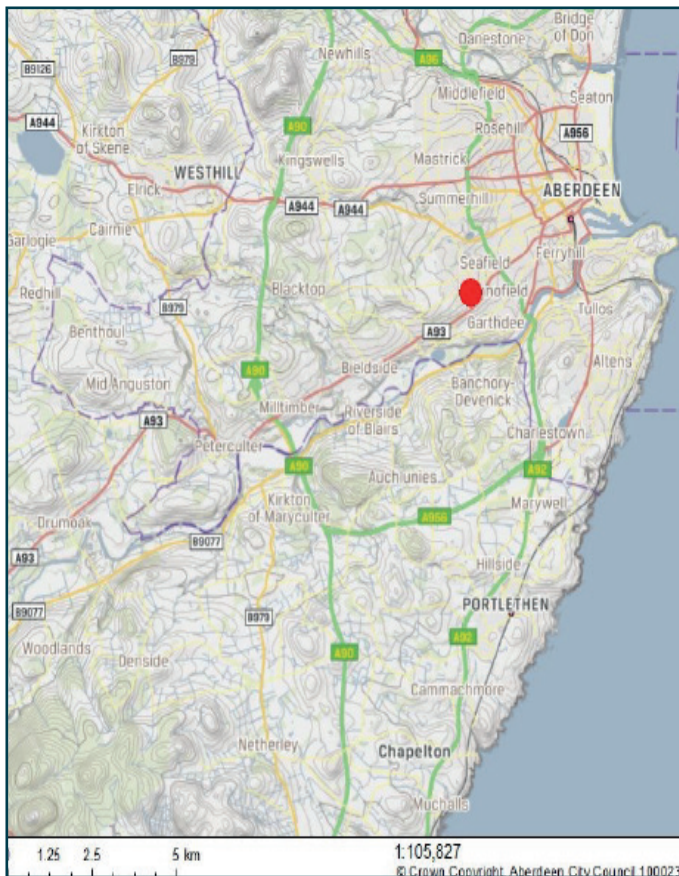 Bridge
of Don
Danestone
Newhills
A96
B979
B9126
Middlefield
Seaton
A944
Kirkton
of Skene
A90
Rosehill
A956
WESTHILL
Kingswells
Mastrick
Elrick
ABERDEEN
A944
A944
Summerhill
Cairnie
Garlogie
Seafield
Ferryhill
Redhill
Blacktop
nofield
B979
Tullos
Benthoul
A93
Garthdee
Altens
Mid Anguston
A90
Bieldside
Banchory-
Devenick
Milltimber
Riverside
of Blairs
A93
Peterculter
Charlestown
A90
Auchlunies
A92
Kirkton
of Maryculter
Marywell
Drumoak
A956
B9077
A93
Hillside
B9077
B979
PORTLETHEN
Woodlands
A90
A92
Denside
Cammachmore
Netherley
Chapelton
Muchalls
1.25 2.5 5 km
1:105,827
© Crown Copyright. Aberdeen City Council 100023